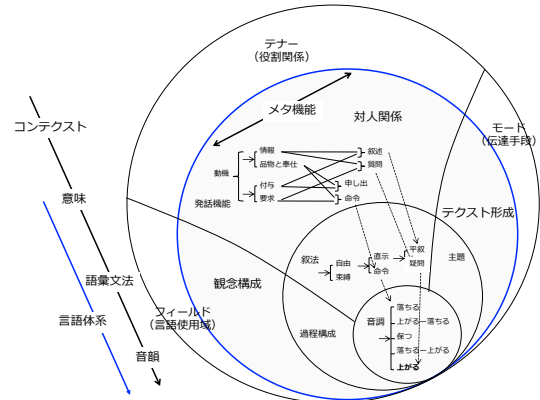 テナー
（役割関係）
メタ機能
対人関係
コンテクスト
モード
（伝達手段）
情報
品物と奉仕
動機
付与
要求
発話機能
叙述
質問
申し出
命令
意味
テクスト形成
叙法
自由
束縛
直示
命令
平叙
疑問
主題
語彙文法
観念構成
フィールド
（言語使用域）
言語体系
過程構成
音調
落ちる
上がる―落ちる
保つ
落ちる―上がる
上がる
音韻